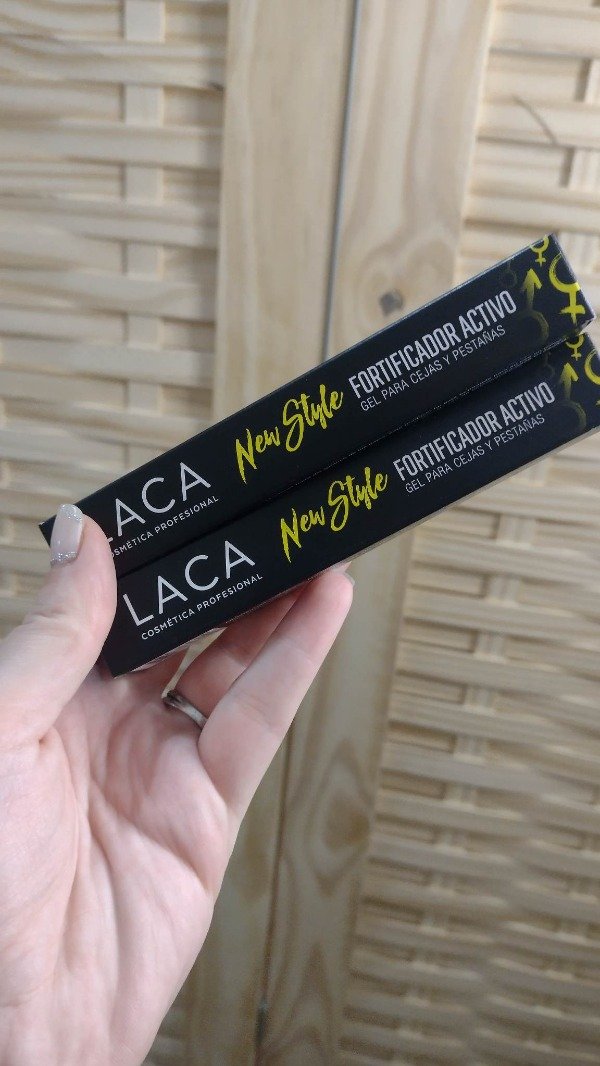 LACA
COSMÉTICA PROFESIONAL
New Style
FORTIFICADOR ACTIVO
GEL PARA CEJAS Y PESTAÑAS
LACA
COSMÉTICA PROFESIONAL
New Style
FORTIFICADOR ACTIVO
GEL PARA CEJAS Y PESTAÑAS